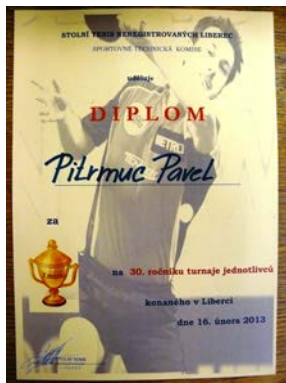 STOLNÍ TENIS NEREGISTROVANÝCH LIBEREC
SPORTOVNĚ TECHNICKÁ KOMISE
uděluje
DIPLOM
Pitrmuc Pavel
za
na 30. ročníku turnaje jednotlivců
konaného v Liberci
dne 16. února 2013